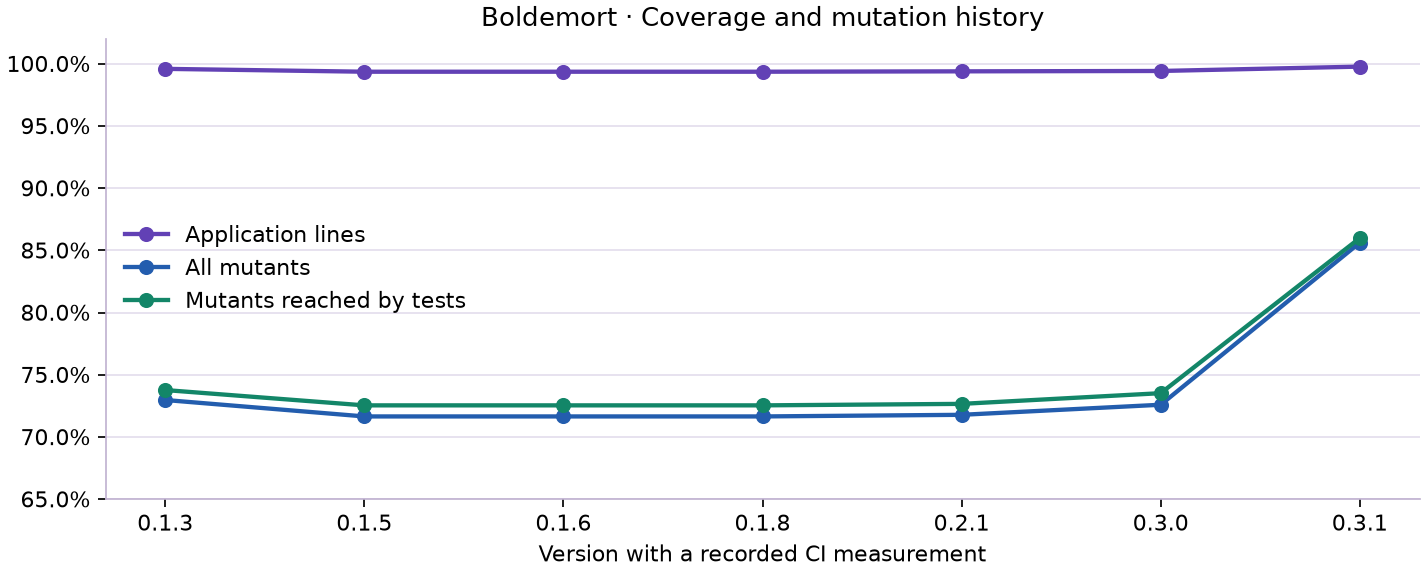 Boldemort · Coverage and mutation history
100.0%
95.0%
90.0%
85.0%
80.0%
75.0%
70.0%
65.0%
Application lines
All mutants
Mutants reached by tests
0.1.3 0.1.5 0.1.6 0.1.8 0.2.1 0.3.0 0.3.1
Version with a recorded CI measurement